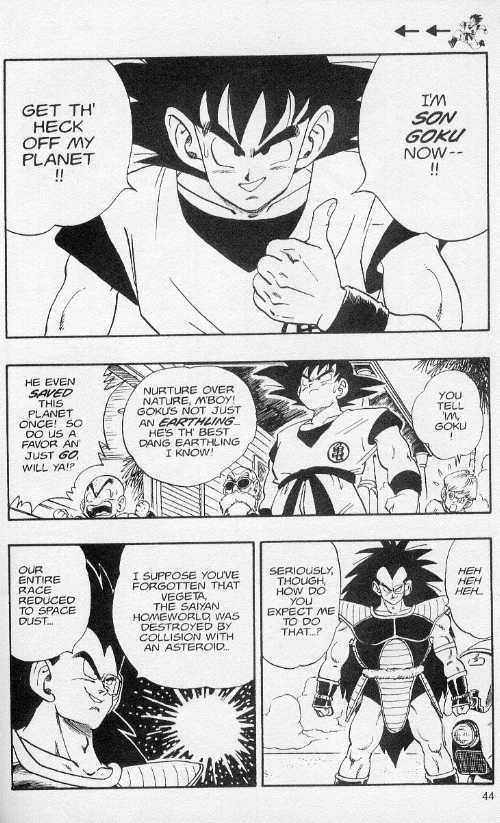 I'M
SON
GOKU
NOW--
!!
GET TH'
HECK
OFF MY
PLANET
!!
YOU
TELL
'IM,
GOKU
!
NURTURE OVER
NATURE, M'BOY!
GOKU'S NOT JUST
AN EARTHLING...
HE'S TH' BEST
DANG EARTHLING
I KNOW!
HE EVEN
SAVED
THIS
PLANET
ONCE! SO
DO US A
FAVOR AN'
JUST GO,
WILL YA!?
HEH
HEH
HEH...
SERIOUSLY,
THOUGH,
HOW DO
YOU
EXPECT ME
TO DO
THAT...?
I SUPPOSE YOU'VE
FORGOTTEN THAT
VEGETA,
THE SAIYAN
HOMEWORLD, WAS
DESTROYED BY
COLLISION WITH
AN ASTEROID...
OUR
ENTIRE
RACE
REDUCED
TO SPACE
DUST...
44